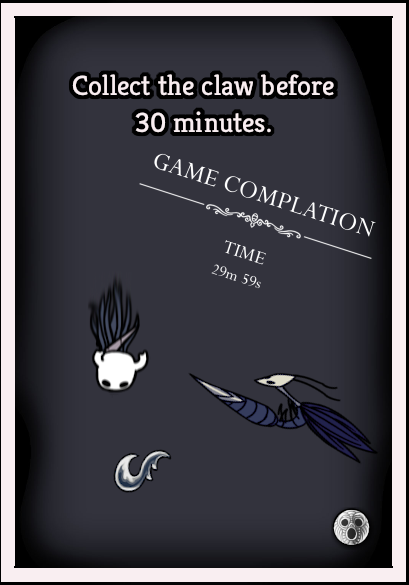 Collect the claw before
30 minutes.
GAME COMPLATION
TIME
29m 59s